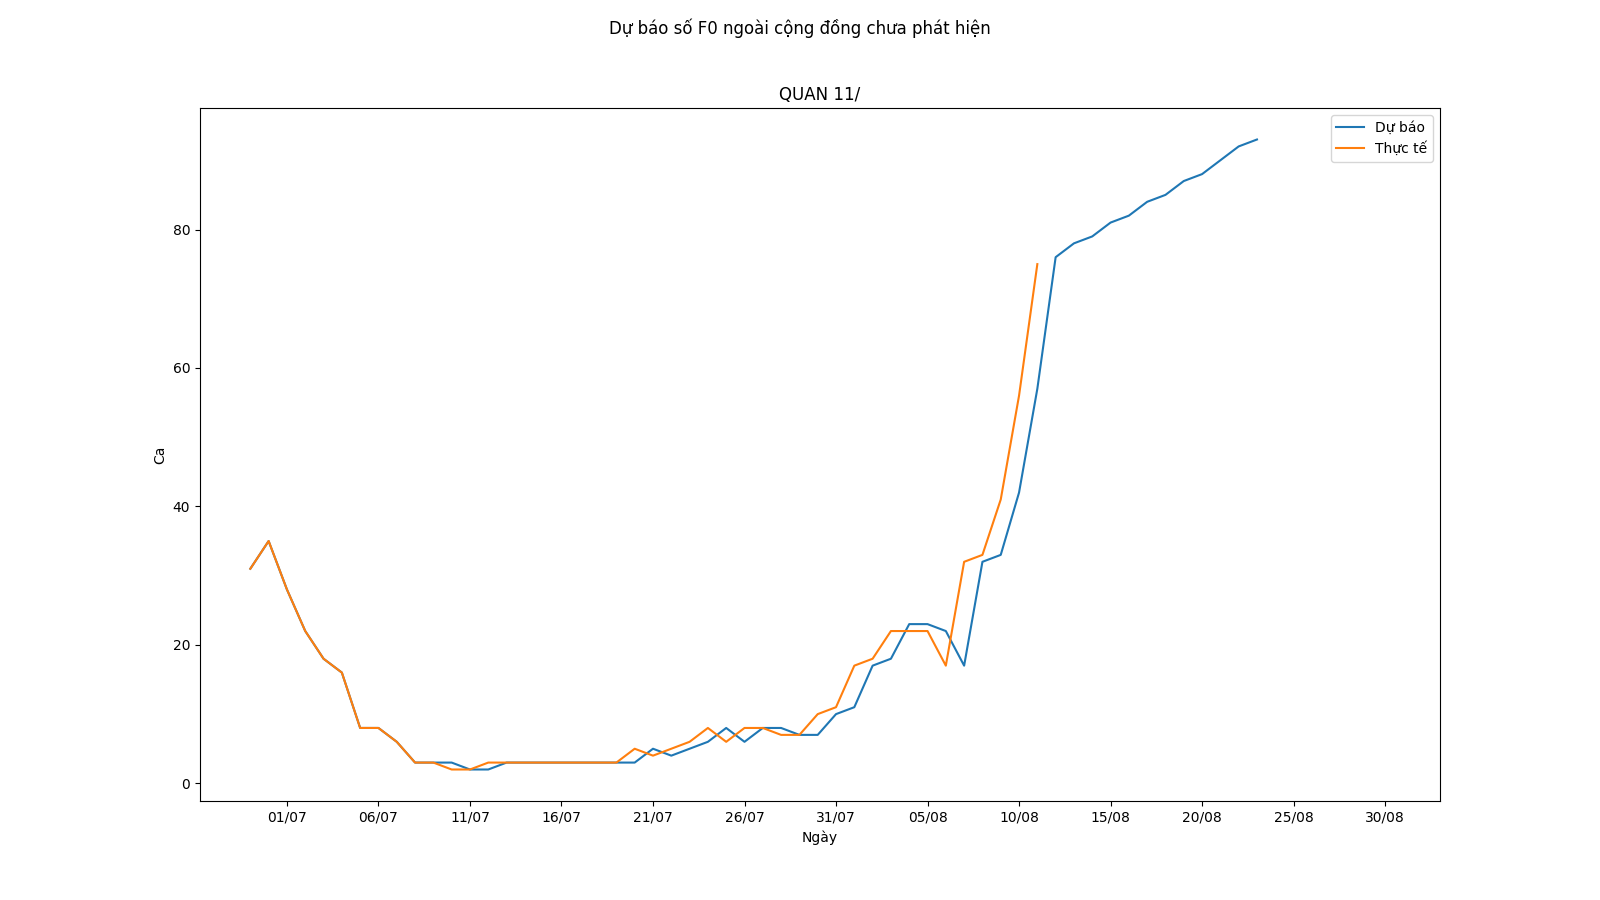 Dự báo số F0 ngoài cộng đồng chưa phát hiện
QUAN 11/
Dự báo
Thực tế
80
60
40
20
0
Ca
01/07 06/07 11/07 16/07 21/07 26/07 31/07 05/08 10/08 15/08 20/08 25/08 30/08
Ngày